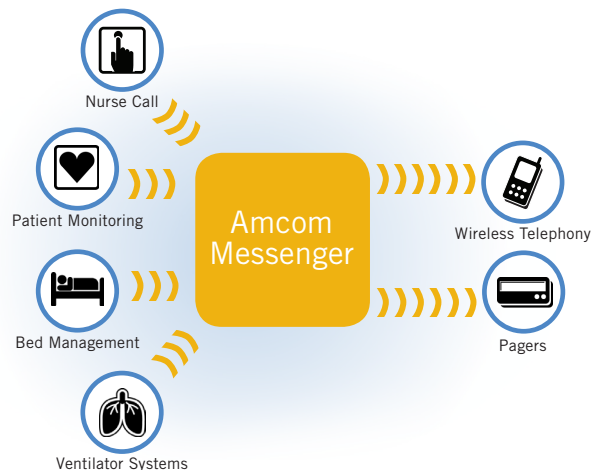 Nurse Call
Patient Monitoring
Bed Management
Ventilator Systems
Amcom
Messenger
Wireless Telephony
Pagers